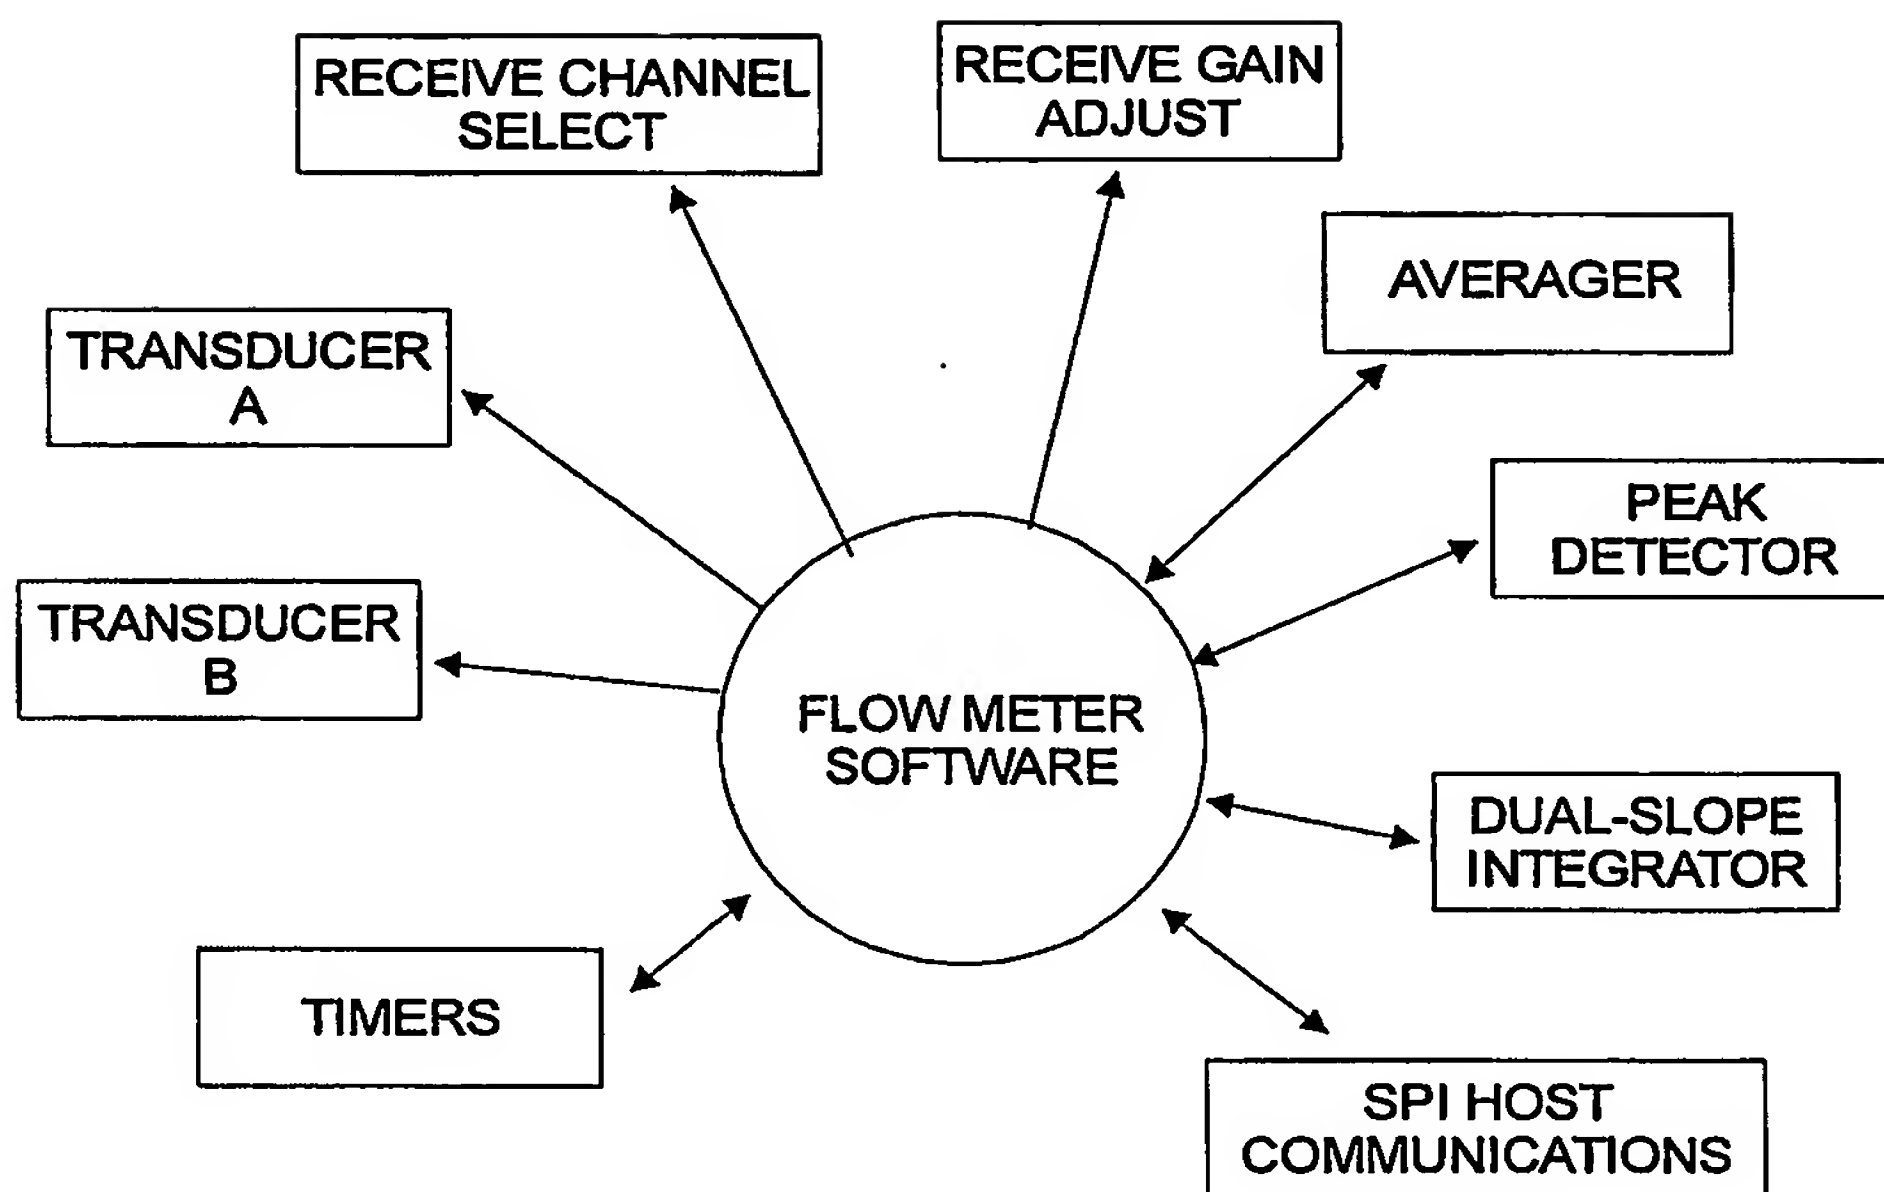 RECEIVE CHANNEL
SELECT
RECEIVE GAIN
ADJUST
AVERAGER
TRANSDUCER
A
PEAK
DETECTOR
TRANSDUCER
B
FLOW METER
SOFTWARE
DUAL-SLOPE
INTEGRATOR
TIMERS
SPI HOST
COMMUNICATIONS